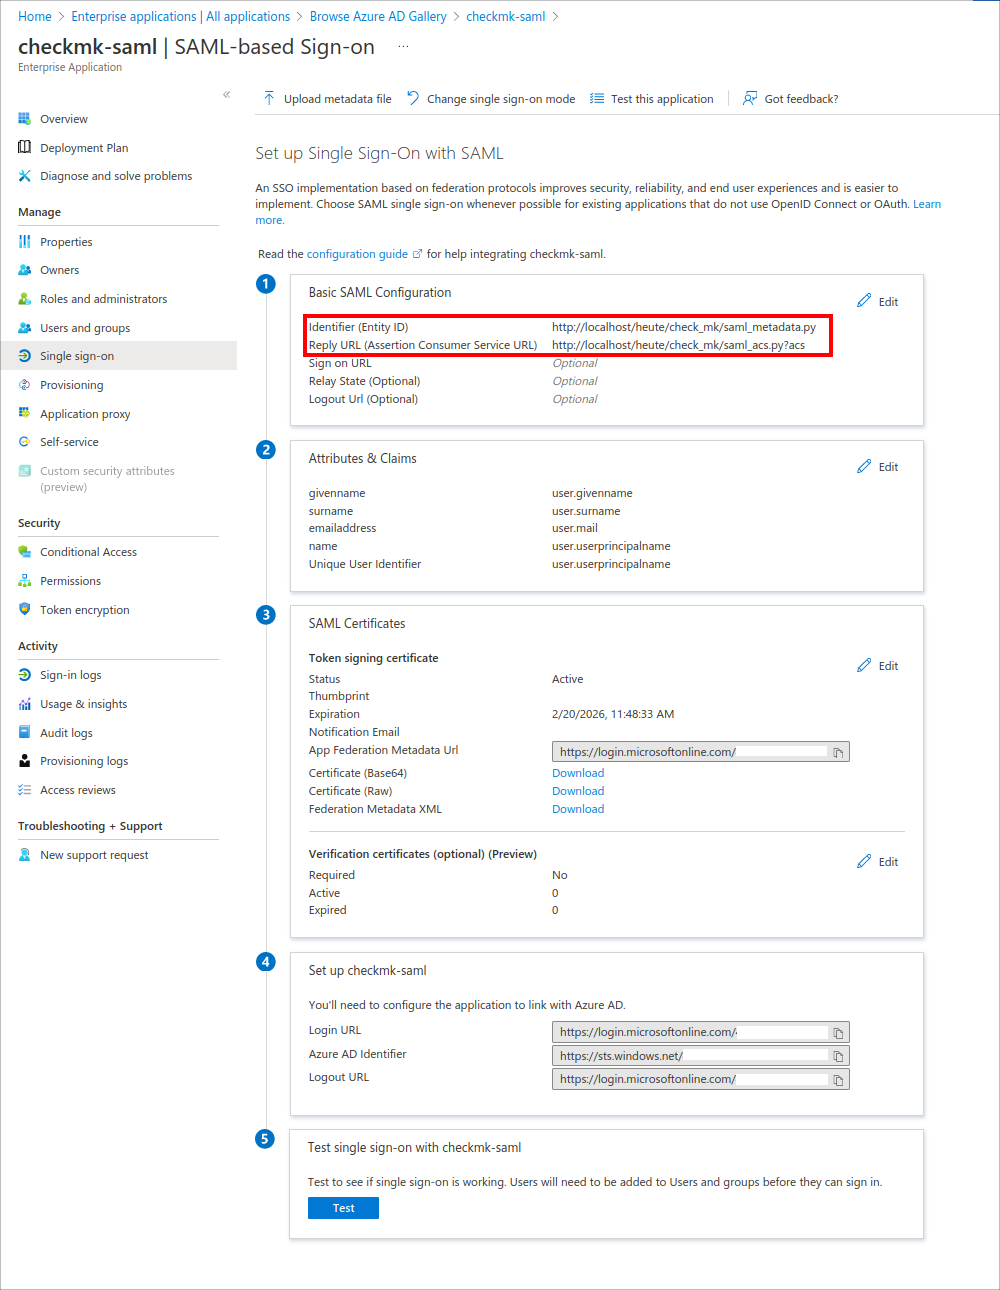 Home > Enterprise applications | All applications > Browse Azure AD Gallery > checkmk-saml >
checkmk-saml | SAML-based Sign-on ...
Enterprise Application
«
Overview
Deployment Plan
Diagnose and solve problems
Manage
Properties
Owners
Roles and administrators
Users and groups
Single sign-on
Provisioning
Application proxy
Self-service
Custom security attributes
(preview)
Security
Conditional Access
Permissions
Token encryption
Activity
Sign-in logs
Usage & insights
Audit logs
Provisioning logs
Access reviews
Troubleshooting + Support
New support request
Upload metadata file Change single sign-on mode Test this application | Got feedback?
Set up Single Sign-On with SAML
An SSO implementation based on federation protocols improves security, reliability, and end user experiences and is easier to
implement. Choose SAML single sign-on whenever possible for existing applications that do not use OpenID Connect or OAuth. Learn
more.
Read the configuration guide for help integrating checkmk-saml.
1
Basic SAML Configuration Edit
Identifier (Entity ID) http://localhost/heute/check_mk/saml_metadata.py
Reply URL (Assertion Consumer Service URL) http://localhost/heute/check_mk/saml_acs.py?acs
Sign on URL Optional
Relay State (Optional) Optional
Logout Url (Optional) Optional
2
Attributes & Claims Edit
givenname user.givenname
surname user.surname
emailaddress user.mail
name user.userprincipalname
Unique User Identifier user.userprincipalname
3
SAML Certificates
Token signing certificate Edit
Status Active
Thumbprint
Expiration 2/20/2026, 11:48:33 AM
Notification Email
App Federation Metadata Url https://login.microsoftonline.com/
Certificate (Base64) Download
Certificate (Raw) Download
Federation Metadata XML Download
Verification certificates (optional) (Preview) Edit
Required No
Active 0
Expired 0
4
Set up checkmk-saml
You'll need to configure the application to link with Azure AD.
Login URL https://login.microsoftonline.com/
Azure AD Identifier https://sts.windows.net/
Logout URL https://login.microsoftonline.com/
5
Test single sign-on with checkmk-saml
Test to see if single sign-on is working. Users will need to be added to Users and groups before they can sign in.
Test